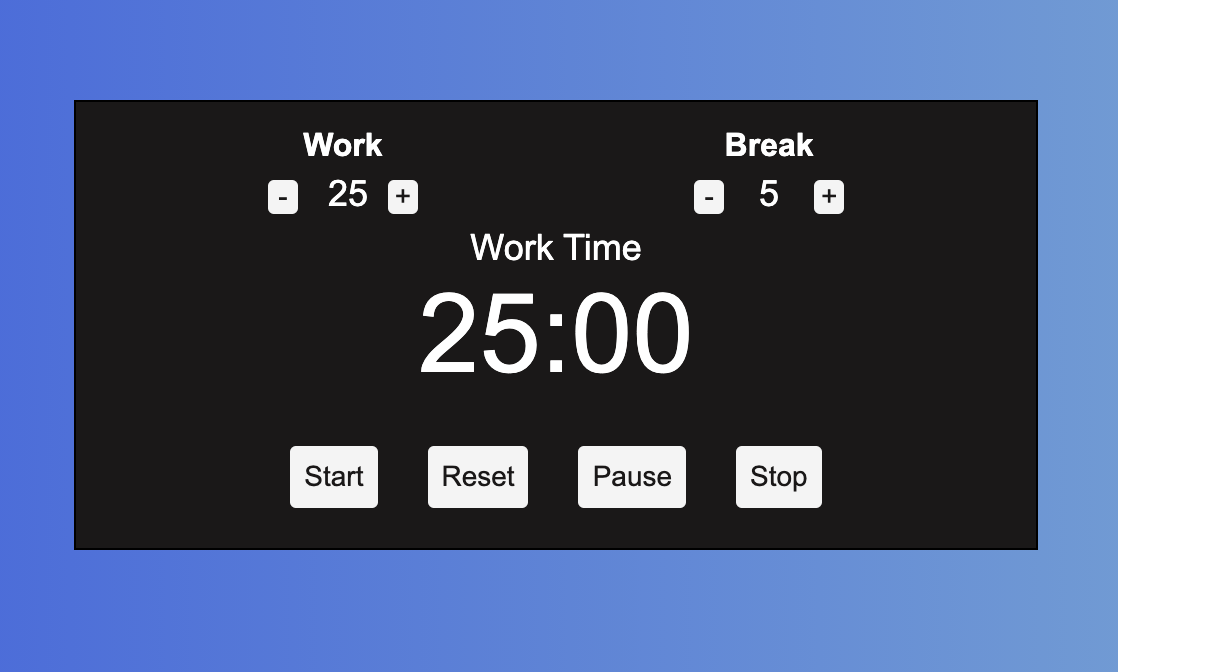 Work Break
- 25 + - 5 +
Work Time
25:00
Start Reset Pause Stop